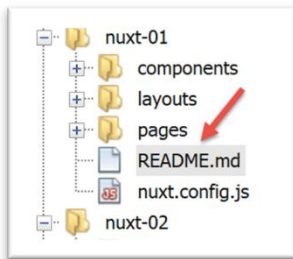 nuxt-01
components
layouts
pages
README.md
nuxt.config.js
nuxt-02